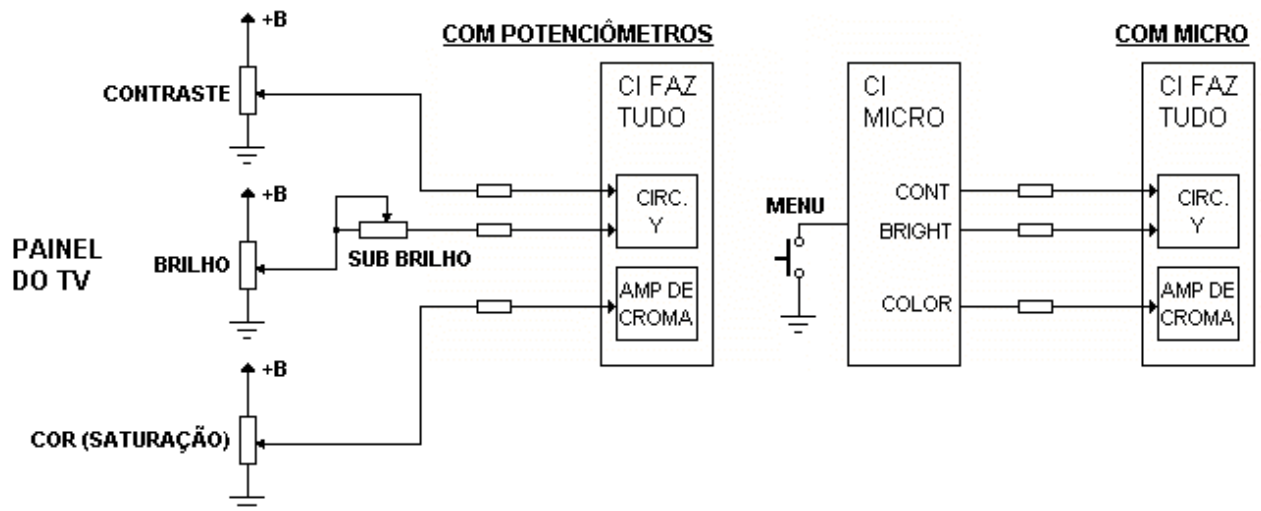 +B
COM POTENCIÔMETROS
COM MICRO
CONTRASTE
CI FAZ
TUDO
CI
MICRO
CI FAZ
TUDO
+B
PAINEL
DO TV
BRILHO
SUB BRILHO
CIRC.
Y
MENU
CONT
BRIGHT
CIRC.
Y
AMP DE
CROMA
COLOR
AMP DE
CROMA
+B
COR (SATURAÇÃO)